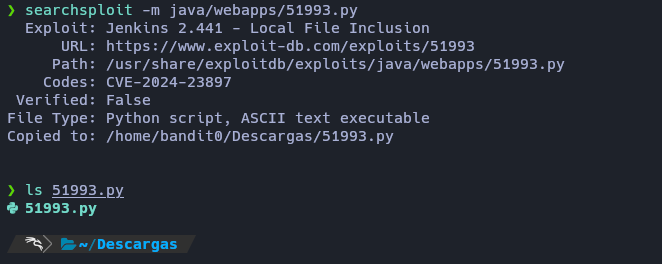 ❯ searchsploit -m java/webapps/51993.py
Exploit: Jenkins 2.441 - Local File Inclusion
URL: https://www.exploit-db.com/exploits/51993
Path: /usr/share/exploitdb/exploits/java/webapps/51993.py
Codes: CVE-2024-23897
Verified: False
File Type: Python script, ASCII text executable
Copied to: /home/bandit0/Descargas/51993.py
❯ ls 51993.py
51993.py
~/Descargas